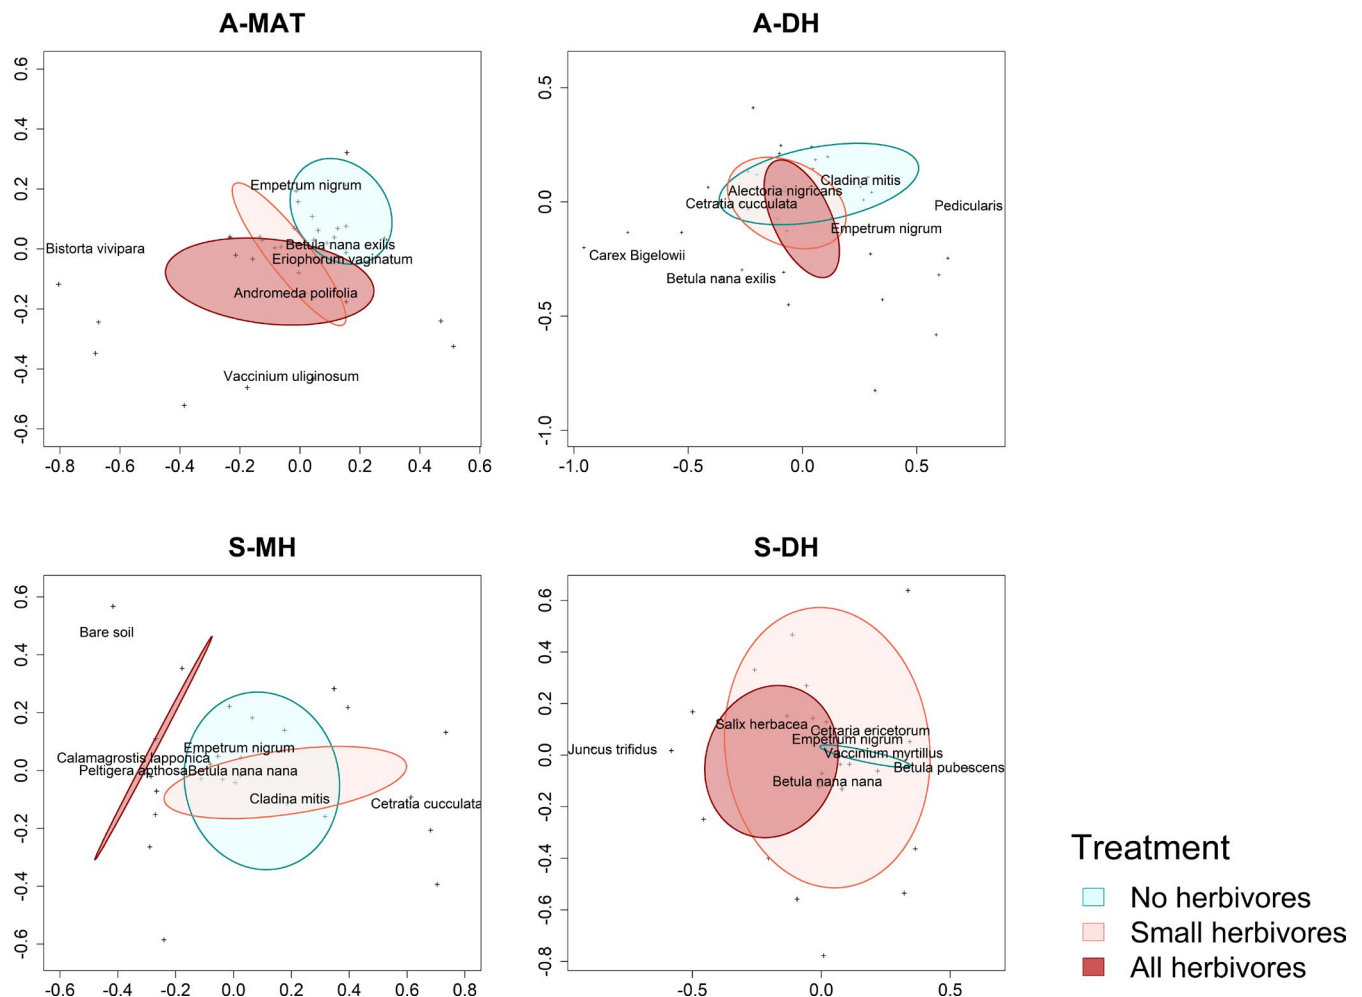 A-MAT
A-DH
0.6
0.4
0.2
0.0
-0.2
-0.4
-0.6
Empetrum nigrum
Bistorta vivipara
Betula nana exilis
Eriophorum vaginatum
Andromeda polifolia
Vaccinium uliginosum
-0.8 -0.6 -0.4 -0.2 0.0 0.2 0.4 0.6
0.5
0.0
-0.5
-1.0
Cladina mitis
Alectoria nigricans
Cetratia cucculata
Pedicularis
Empetrum nigrum
Carex Bigelowii
Betula nana exilis
-1.0 -0.5 0.0 0.5
S-MH
S-DH
0.6
0.4
0.2
0.0
-0.2
-0.4
-0.6
Bare soil
Empetrum nigrum
Calamagrostis lapponica
Peltigera apthosa
Betula nana nana
Cladina mitis
Cetratia cucculata
-0.6 -0.4 -0.2 0.0 0.2 0.4 0.6 0.8
0.6
0.4
0.2
0.0
-0.2
-0.4
-0.6
-0.8
Salix herbacea
Cetraria ericetorum
Empetrum nigrum
Juncus trifidus
Vaccinium myrtillus
Betula pubescens
Betula nana nana
-0.5 0.0 0.5
Treatment
No herbivores
Small herbivores
All herbivores